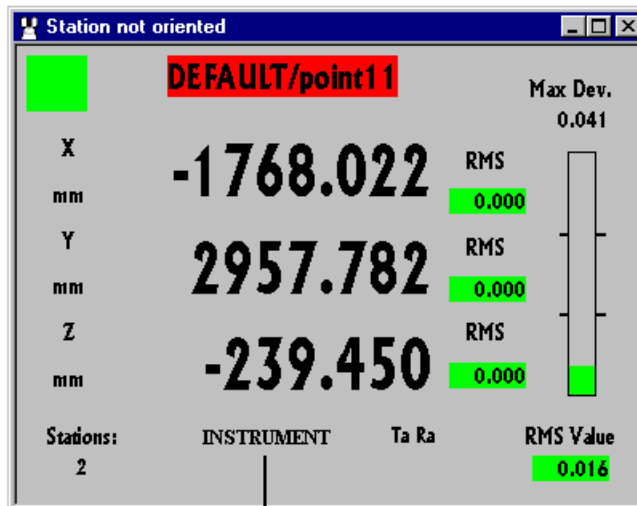 Station not oriented
DEFAULT/point11
Max Dev.
0.041
X
mm
-1768.022
RMS
0.000
Y
mm
2957.782
RMS
0.000
Z
mm
-239.450
RMS
0.000
Stations:
2
INSTRUMENT
Ta Ra
RMS Value
0.016